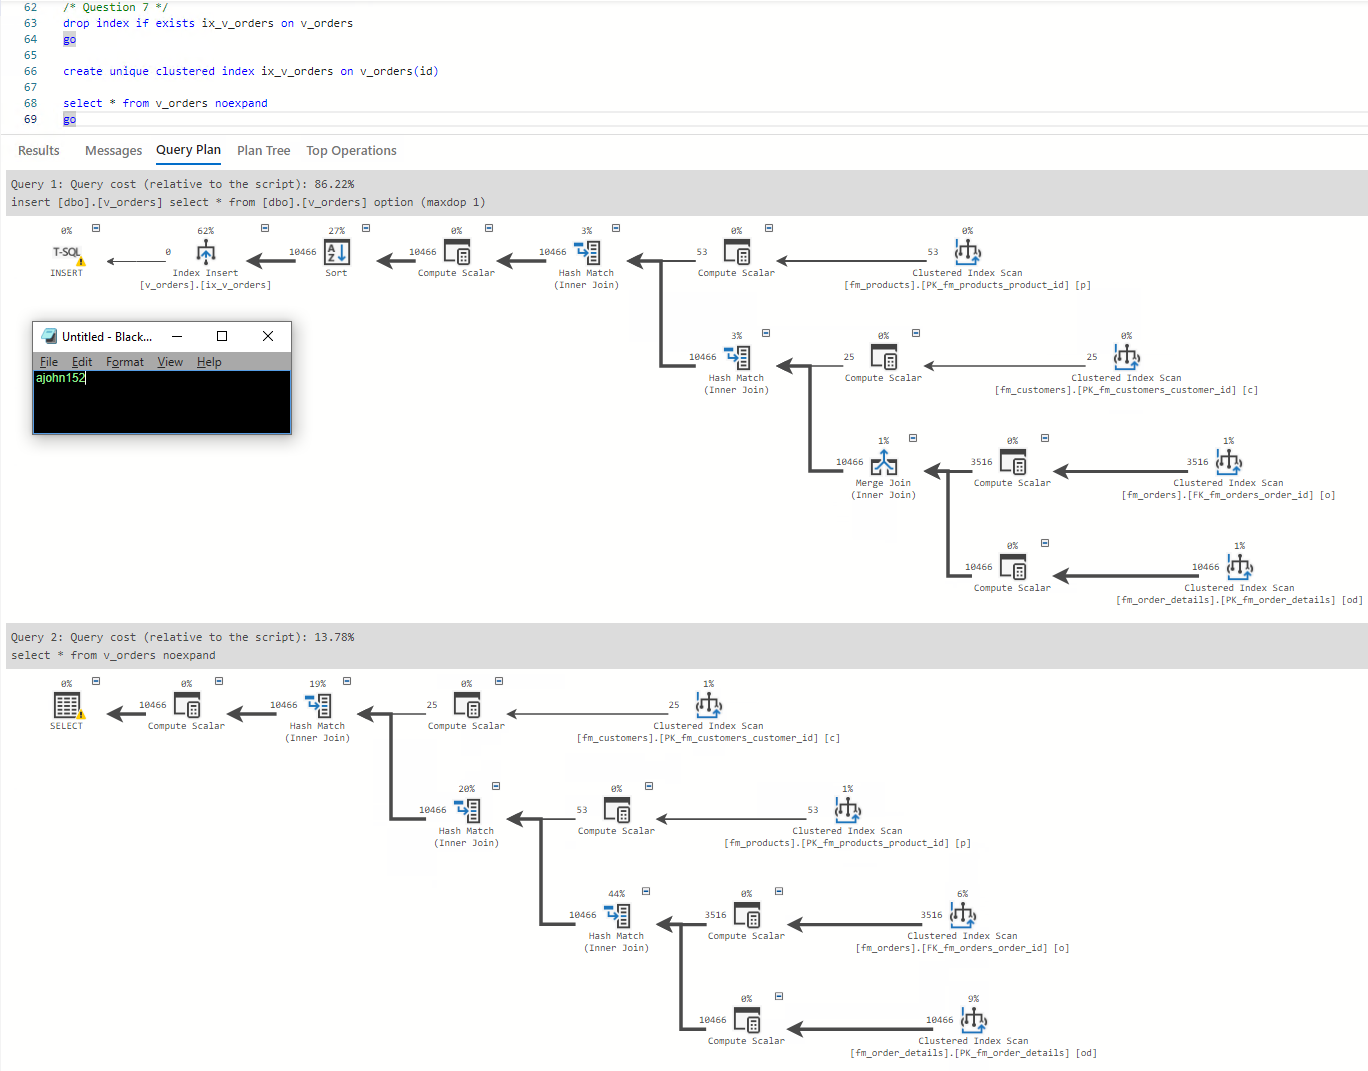 62 /* Question 7 */
63 drop index if exists ix_v_orders on v_orders
64 go
65
66 create unique clustered index ix_v_orders on v_orders(id)
67
68 select * from v_orders noexpand
69 go
Results Messages Query Plan Plan Tree Top Operations
Query 1: Query cost (relative to the script): 86.22%
insert [dbo].[v_orders] select * from [dbo].[v_orders] option (maxdop 1)
0% 62% 27% 0% 3% 0% 0%
T-SQL 0 10466 10466 10466 53 53
INSERT Index Insert Sort Compute Scalar Hash Match Compute Scalar Clustered Index Scan
[v_orders].[ix_v_orders] (Inner Join) [fm_products].[PK_fm_products_product_id] [p]
Untitled - Black...
File Edit Format View Help
ajohn152
3% 0% 0%
10466 25 25
Hash Match Compute Scalar Clustered Index Scan
(Inner Join) [fm_customers].[PK_fm_customers_customer_id] [c]
1% 0% 1%
10466 3516 3516
Merge Join Compute Scalar Clustered Index Scan
(Inner Join) [fm_orders].[FK_fm_orders_order_id] [o]
0% 1%
10466 10466
Compute Scalar Clustered Index Scan
[fm_order_details].[PK_fm_order_details] [od]
Query 2: Query cost (relative to the script): 13.78%
select * from v_orders noexpand
0% 0% 19% 0% 1%
10466 10466 25 25
SELECT Compute Scalar Hash Match Compute Scalar Clustered Index Scan
(Inner Join) [fm_customers].[PK_fm_customers_customer_id] [c]
20% 0% 1%
10466 53 53
Hash Match Compute Scalar Clustered Index Scan
(Inner Join) [fm_products].[PK_fm_products_product_id] [p]
44% 0% 6%
10466 3516 3516
Hash Match Compute Scalar Clustered Index Scan
(Inner Join) [fm_orders].[FK_fm_orders_order_id] [o]
0% 9%
10466 10466
Compute Scalar Clustered Index Scan
[fm_order_details].[PK_fm_order_details] [od]